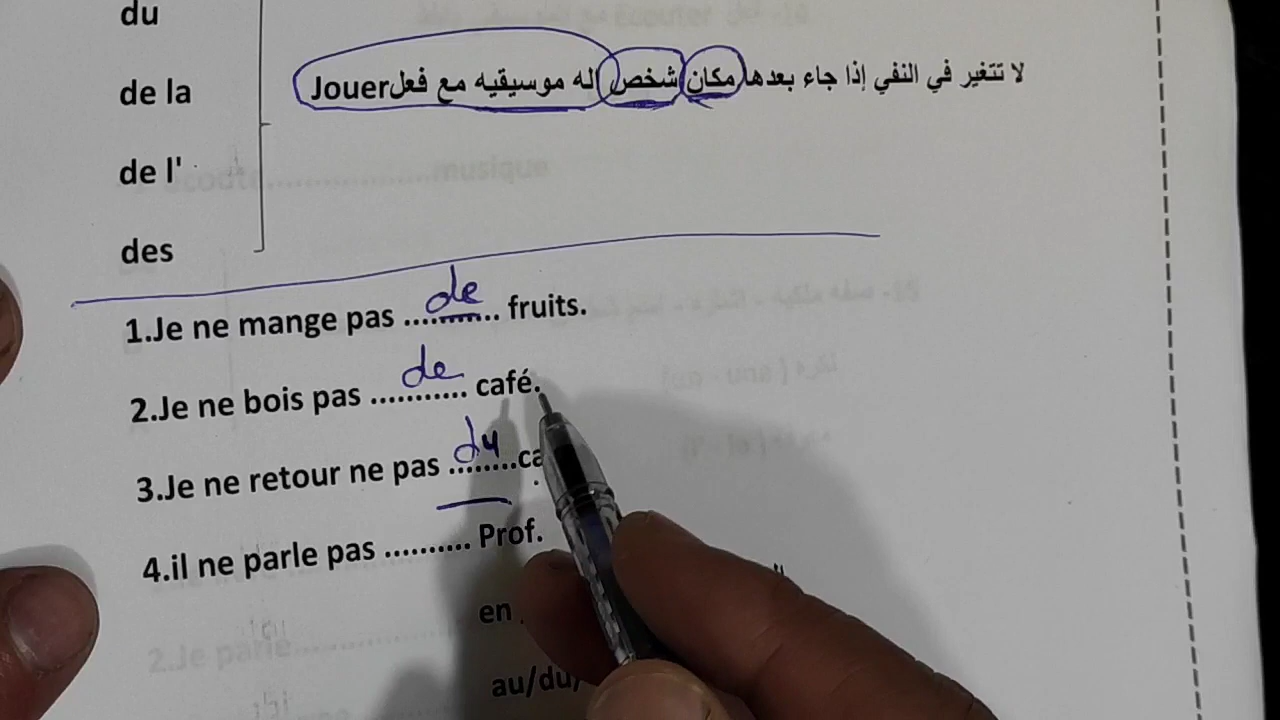 du
de la
لا تتغير في النفي إذا جاء بعدها مكان شخص له موسيقيه مع فعل Jouer
de l'
des
1.Je ne mange pas ...de... fruits.
2.Je ne bois pas ...de... café.
3.Je ne retour ne pas ...du...ca
4.il ne parle pas .......... Prof.
en
au/du/